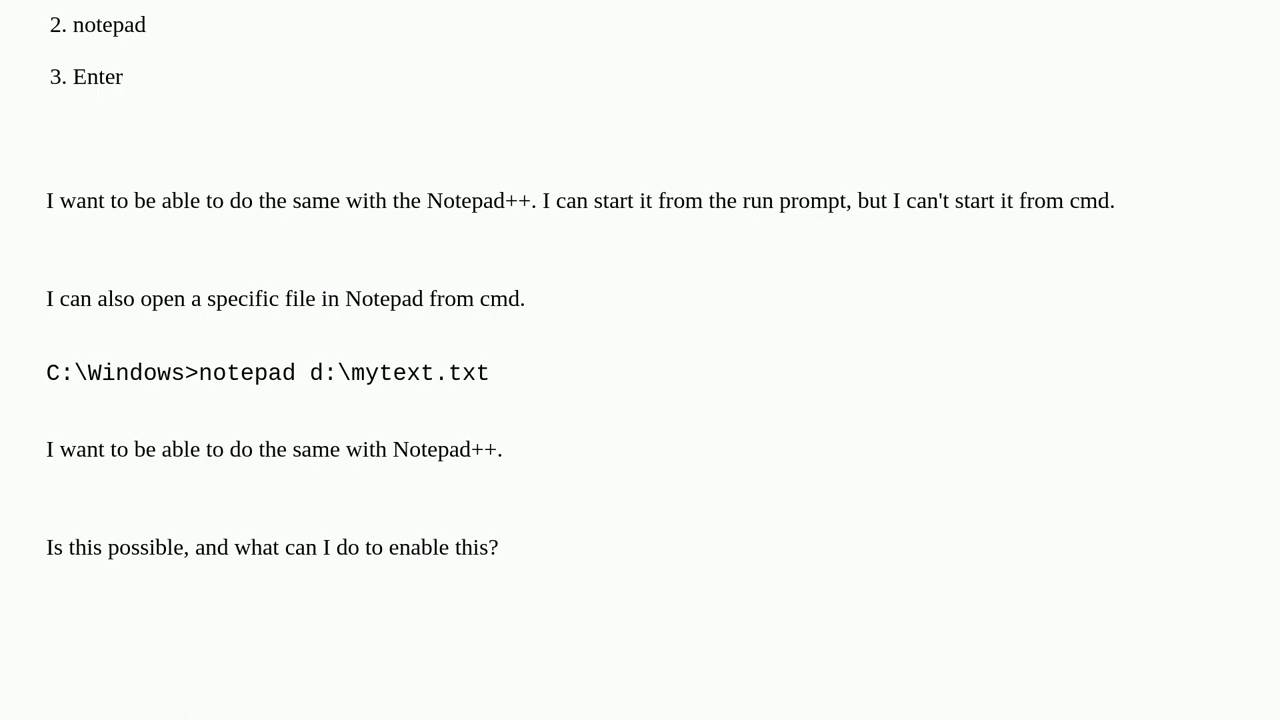 2. notepad
3. Enter
I want to be able to do the same with the Notepad++. I can start it from the run prompt, but I can't start it from cmd.
I can also open a specific file in Notepad from cmd.
C:\Windows>notepad d:\mytext.txt
I want to be able to do the same with Notepad++.
Is this possible, and what can I do to enable this?